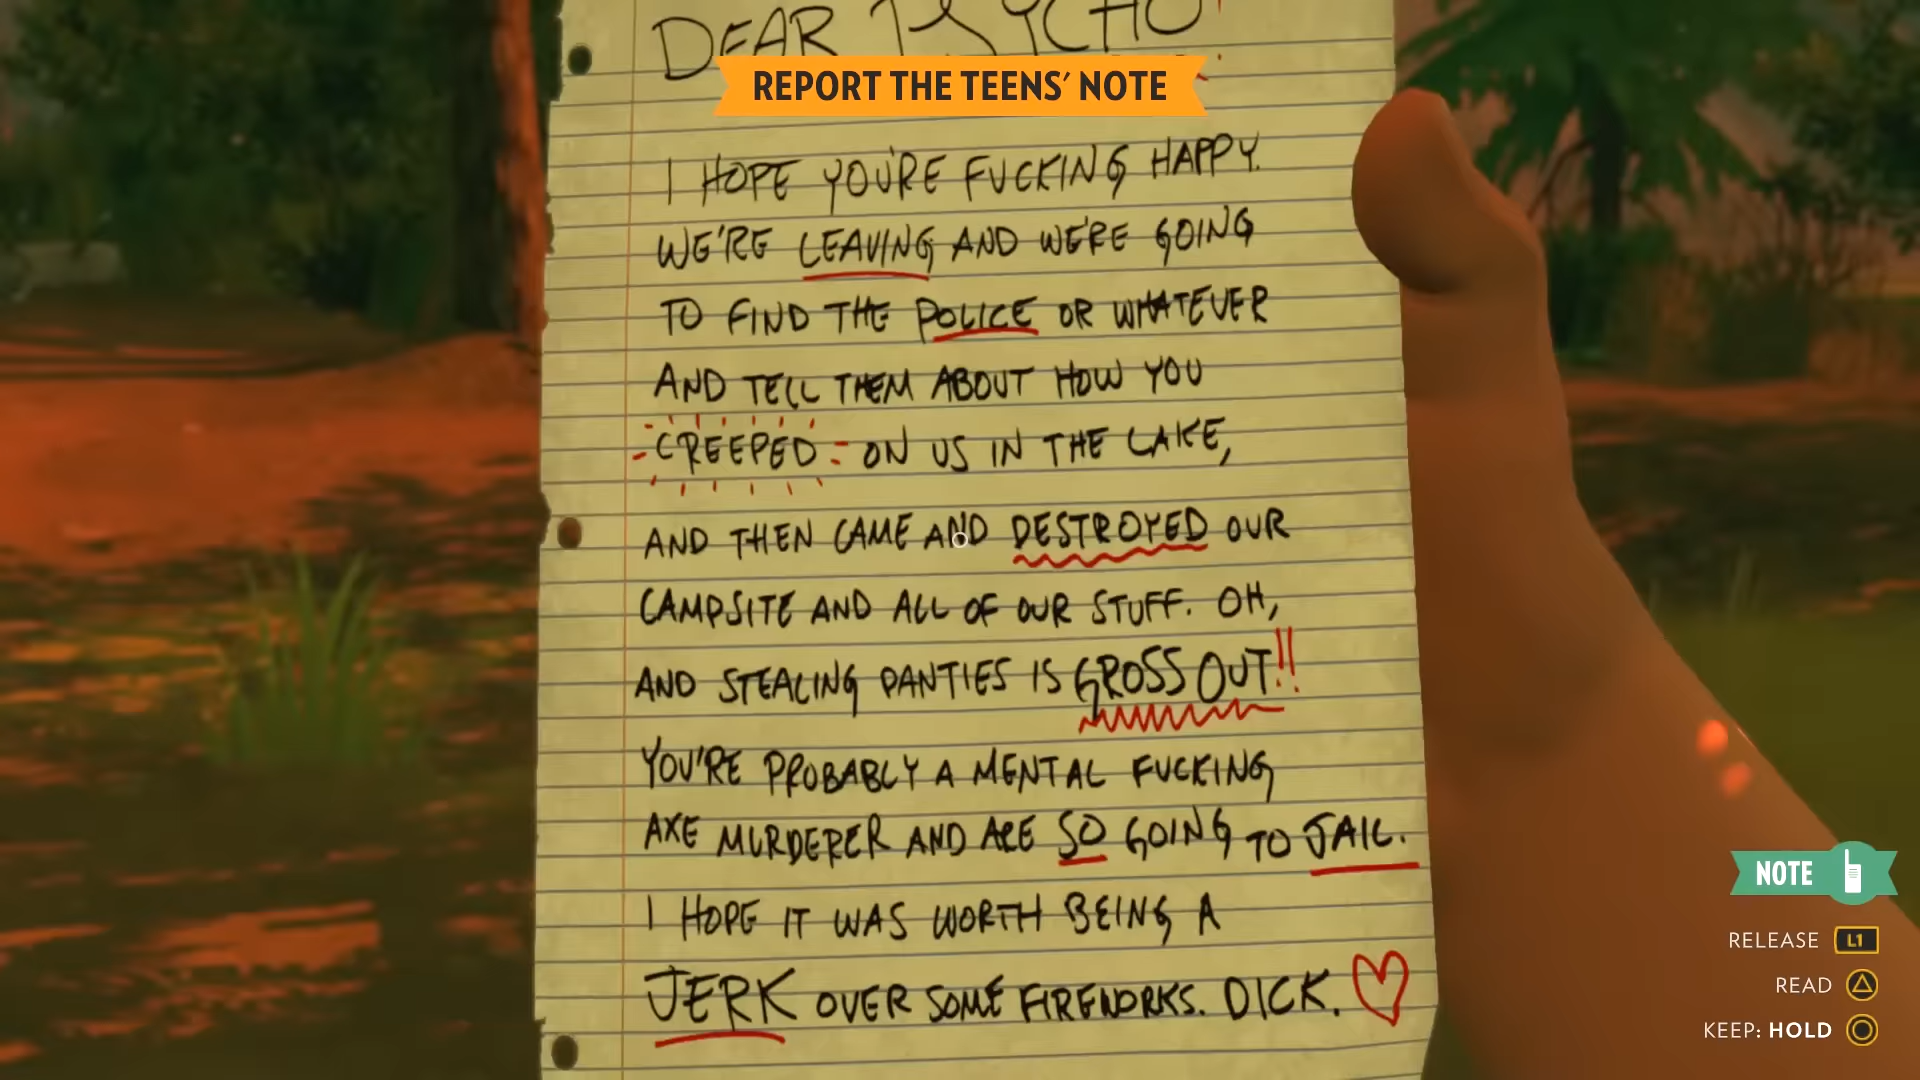 DEAR PSYCHO!
REPORT THE TEENS' NOTE
I HOPE YOU'RE FUCKING HAPPY.
WE'RE LEAVING AND WE'RE GOING
TO FIND THE POLICE OR WHATEVER
AND TELL THEM ABOUT HOW YOU
CREEPED ON US IN THE LAKE,
AND THEN CAME AND DESTROYED OUR
CAMPSITE AND ALL OF OUR STUFF. OH,
AND STEALING PANTIES IS GROSS OUT!!
YOU'RE PROBABLY A MENTAL FUCKING
AXE MURDERER AND ARE SO GOING TO JAIL.
I HOPE IT WAS WORTH BEING A
JERK OVER SOME FIREWORKS. DICK.
NOTE
RELEASE L1
READ
KEEP: HOLD